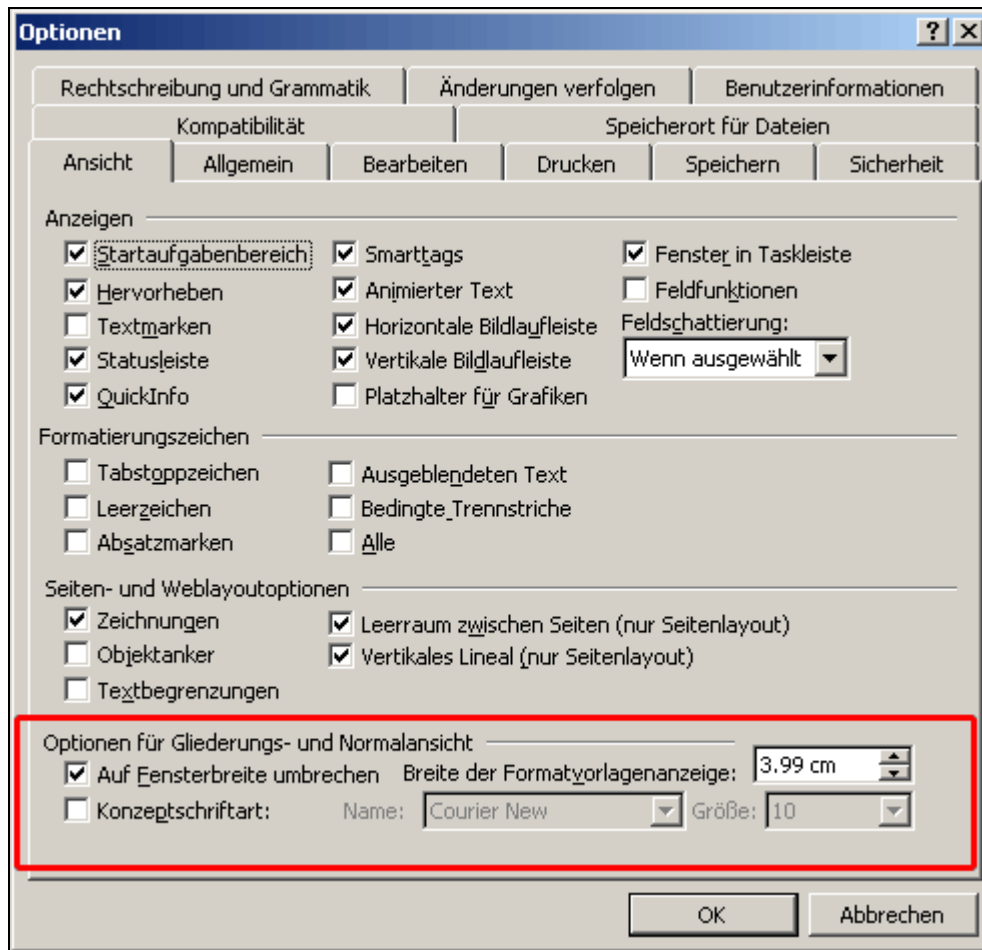 Optionen
Rechtschreibung und Grammatik Änderungen verfolgen Benutzerinformationen
Kompatibilität Speicherort für Dateien
Ansicht Allgemein Bearbeiten Drucken Speichern Sicherheit
Anzeigen
Startaufgabenbereich Smarttags Fenster in Taskleiste
Hervorheben Animierter Text Feldfunktionen
Textmarken Horizontale Bildlaufleiste Feldschattierung:
Statusleiste Vertikale Bildlaufleiste Wenn ausgewählt
QuickInfo Platzhalter für Grafiken
Formatierungszeichen
Tabstoppzeichen Ausgeblendeten Text
Leerzeichen Bedingte Trennstriche
Absatzmarken Alle
Seiten- und Weblayoutoptionen
Zeichnungen Leerraum zwischen Seiten (nur Seitenlayout)
Objektanker Vertikales Lineal (nur Seitenlayout)
Textbegrenzungen
Optionen für Gliederungs- und Normalansicht
Auf Fensterbreite umbrechen Breite der Formatvorlagenanzeige: 3.99 cm
Konzeptschriftart: Name: Courier New Größe: 10
OK Abbrechen